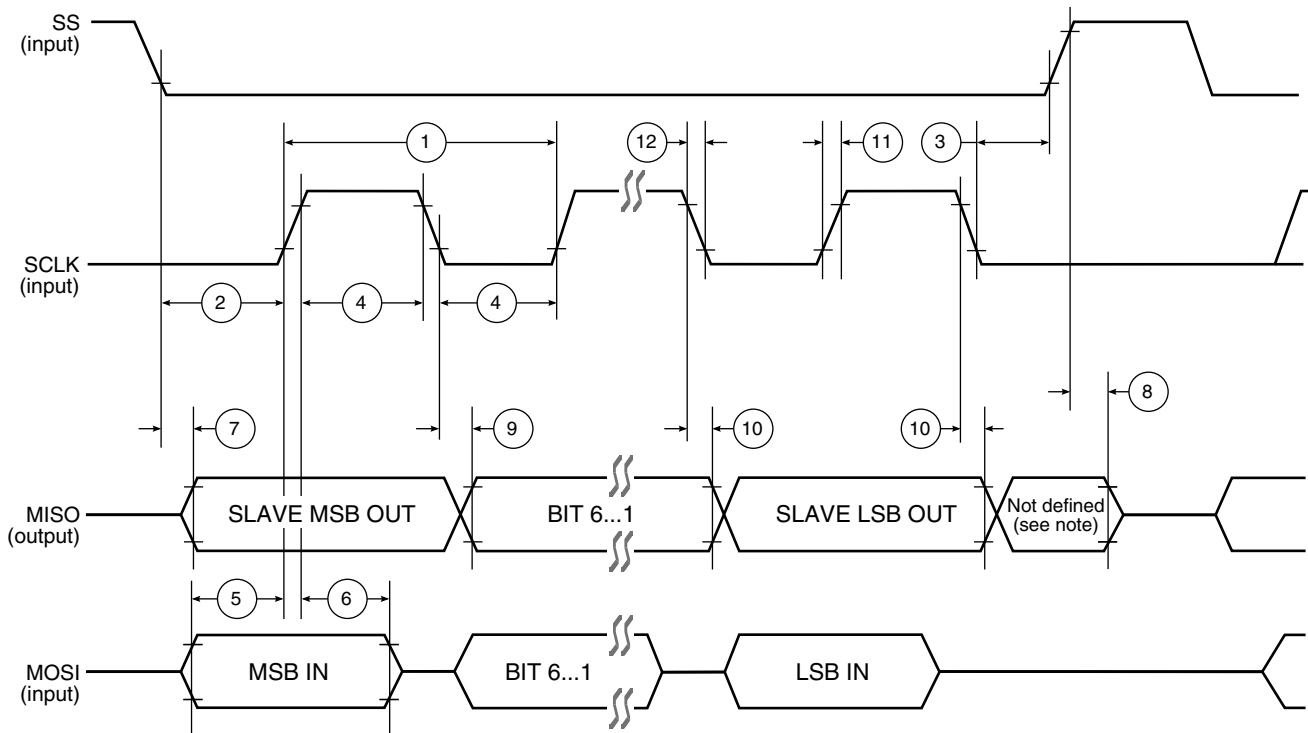 SS
(input)
1
12
11
3
SCLK
(input)
2
4
4
8
7
9
10
10
MISO
(output)
SLAVE MSB OUT
BIT 6...1
SLAVE LSB OUT
Not defined
(see note)
5
6
MOSI
(input)
MSB IN
BIT 6...1
LSB IN